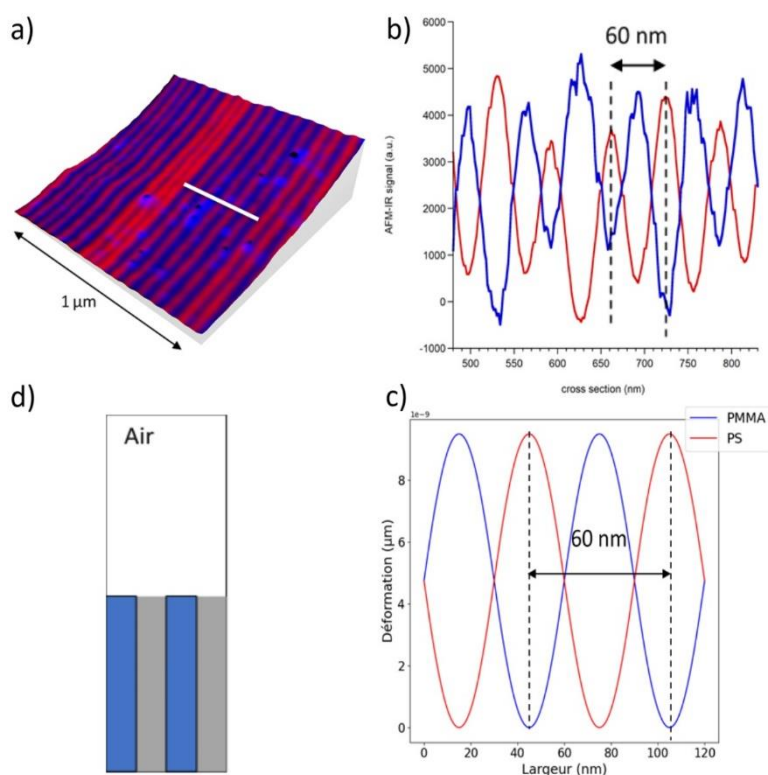 a)
1 µm
b)
60 nm
AFM-IR signal (a.u.)
6000
5000
4000
3000
2000
1000
0
-1000
500
550
600
650
700
750
800
cross section (nm)
d)
Air
c)
1e-9
PMMA
PS
60 nm
Déformation (µm)
8
6
4
2
0
0
20
40
60
80
100
120
Largeur (nm)